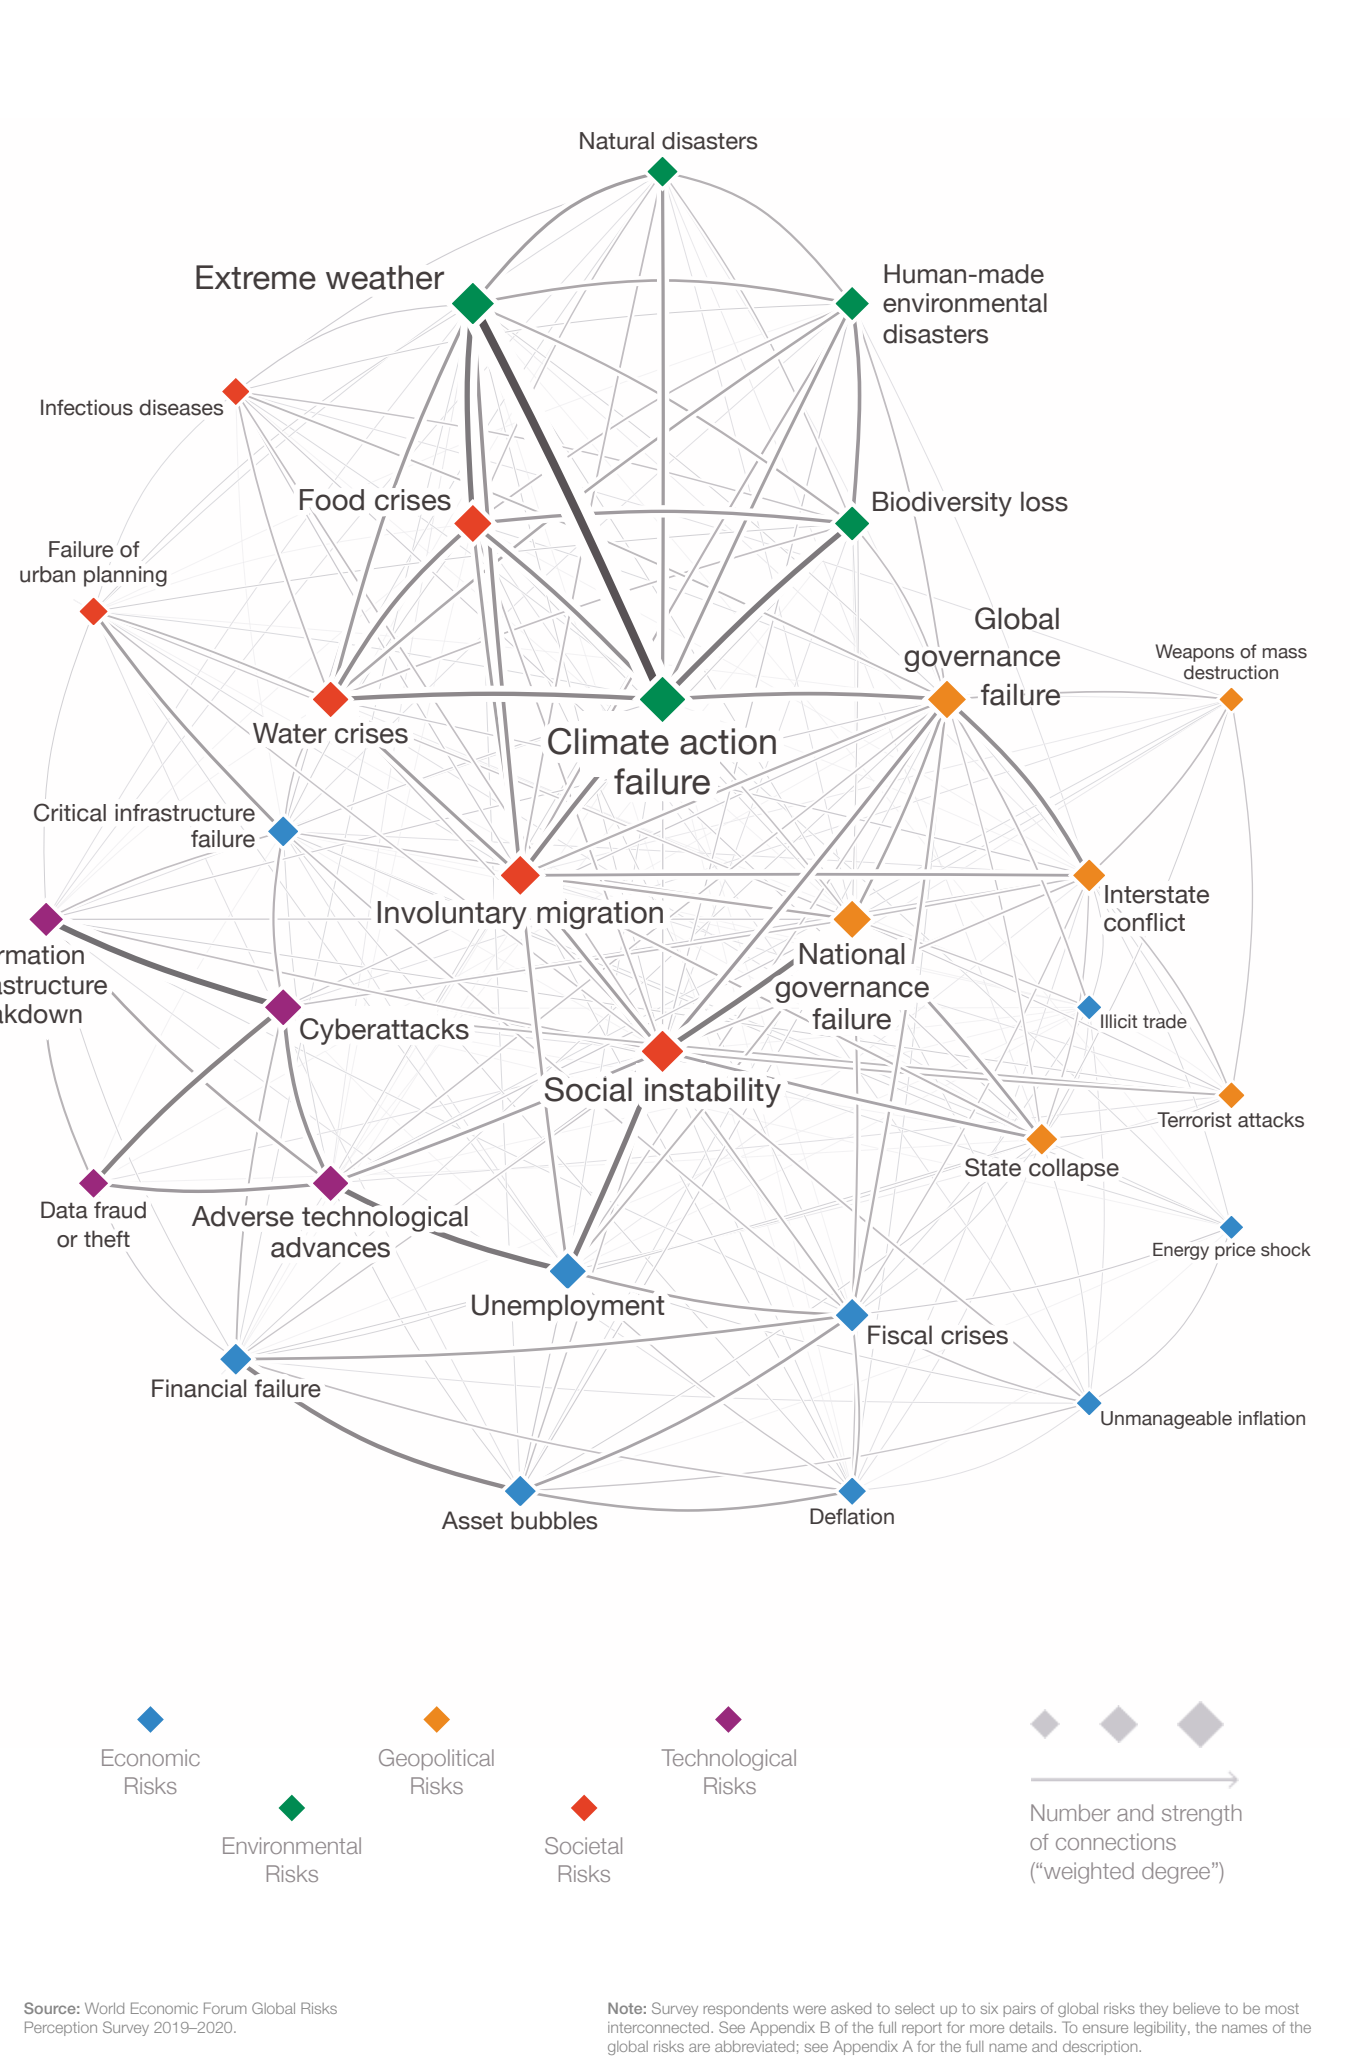 Natural disasters
Extreme weather
Human-made
environmental
disasters
Infectious diseases
Food crises
Biodiversity loss
Failure of
urban planning
Global
governance
failure
Weapons of mass
destruction
Water crises
Climate action
failure
Critical infrastructure
failure
Involuntary migration
Interstate
conflict
rmation
astructure
akdown
National
governance
failure
Cyberattacks
Illicit trade
Social instability
Terrorist attacks
State collapse
Data fraud
or theft
Adverse technological
advances
Energy price shock
Unemployment
Fiscal crises
Financial failure
Unmanageable inflation
Asset bubbles
Deflation
Economic
Risks
Geopolitical
Risks
Technological
Risks
Environmental
Risks
Societal
Risks
Number and strength
of connections
(“weighted degree”)
Source: World Economic Forum Global Risks
Perception Survey 2019–2020.
Note: Survey respondents were asked to select up to six pairs of global risks they believe to be most
interconnected. See Appendix B of the full report for more details. To ensure legibility, the names of the
global risks are abbreviated; see Appendix A for the full name and description.